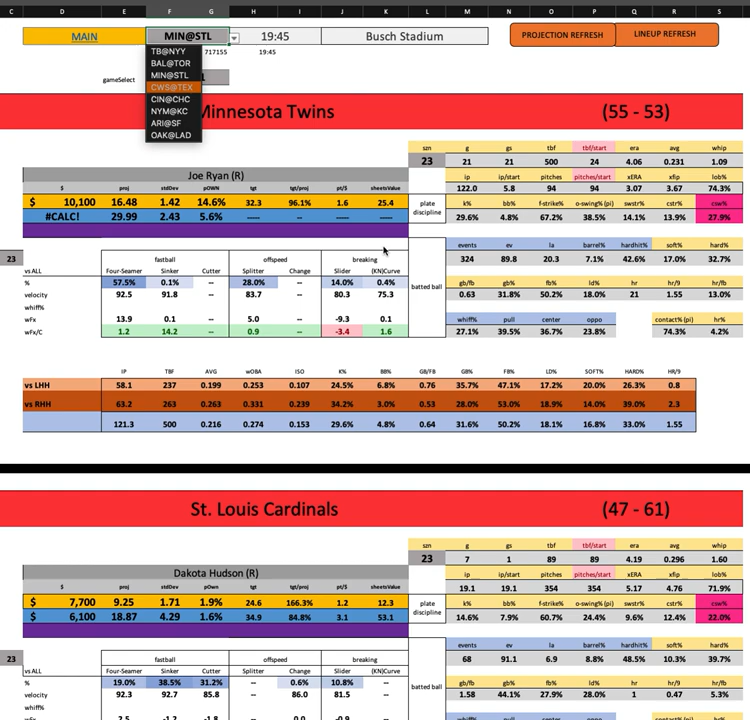 C D E F G H I J K L M N O P Q R S
MAIN MIN@STL 19:45 Busch Stadium PROJECTION REFRESH LINEUP REFRESH
717155 19:45
TB@NYY
BAL@TOR
MIN@STL
CWS@TEX
CIN@CHC
NYM@KC
ARI@SF
OAK@LAD
gameSelect
Minnesota Twins (55 - 53)
szn g gs tbf tbf/start era avg whip
23 21 21 500 24 4.06 0.231 1.09
Joe Ryan (R) ip ip/start pitches pitches/start xERA xfip lob%
$ proj stdDev pOWN tgt tgt/proj pt/$ sheetsValue 122.0 5.8 94 94 3.07 3.67 74.3%
$ 10,100 16.48 1.42 14.6% 32.3 96.1% 1.6 25.4 plate discipline k% bb% f-strike% o-swing% (pi) swstr% cstr% csw%
#CALC! 29.99 2.43 5.6% ---- ---- -- ---- 29.6% 4.8% 67.2% 38.5% 14.1% 13.9% 27.9%
events ev la barrel% hardhit% soft% hard%
23 fastball offspeed breaking 324 89.8 20.3 7.1% 42.6% 17.0% 32.7%
vs ALL Four-Seamer Sinker Cutter Splitter Change Slider (KN)Curve
% 57.5% 0.1% -- 28.0% -- 14.0% 0.4% batted ball gb/fb gb% fb% ld% hr hr/9 hr/fb
velocity 92.5 91.8 -- 83.7 -- 80.3 75.3 0.63 31.8% 50.2% 18.0% 21 1.55 13.0%
whiff%
wFx 13.9 0.1 5.0 -9.3 0.1 whiff% pull center oppo contact% (pi) hr%
wFx/C 1.2 14.2 -- 0.9 -- -3.4 1.6 27.1% 39.5% 36.7% 23.8% 74.3% 4.2%
IP TBF AVG wOBA ISO K% BB% GB/FB GB% FB% LD% SOFT% HARD% HR/9
vs LHH 58.1 237 0.199 0.253 0.107 24.5% 6.8% 0.76 35.7% 47.1% 17.2% 20.0% 26.3% 0.8
vs RHH 63.2 263 0.263 0.331 0.239 34.2% 3.0% 0.53 28.0% 53.0% 18.9% 14.0% 39.0% 2.3
121.3 500 0.216 0.274 0.153 29.6% 4.8% 0.64 31.6% 50.2% 18.1% 16.8% 33.0% 1.55
St. Louis Cardinals (47 - 61)
szn g gs tbf tbf/start era avg whip
23 7 1 89 89 4.19 0.296 1.60
Dakota Hudson (R) ip ip/start pitches pitches/start xERA xfip lob%
$ proj stdDev pOwn tgt tgt/proj pt/$ sheetsValue 19.1 19.1 354 354 5.17 4.76 71.9%
$ 7,700 9.25 1.71 1.9% 24.6 166.3% 1.2 12.3 plate discipline k% bb% f-strike% o-swing% (pi) swstr% cstr% csw%
$ 6,100 18.87 4.29 1.6% 34.9 84.8% 3.1 53.1 14.6% 7.9% 60.7% 24.4% 9.6% 12.4% 22.0%
events ev la barrel% hardhit% soft% hard%
23 fastball offspeed breaking 68 91.1 6.9 8.8% 48.5% 10.3% 39.7%
vs ALL Four-Seamer Sinker Cutter Splitter Change Slider (KN)Curve
% 19.0% 38.5% 31.2% 0.6% 10.8% batted ball gb/fb gb% fb% ld% hr hr/9 hr/fb
velocity 92.3 92.7 85.8 -- 86.0 81.5 -- 1.58 44.1% 27.9% 28.0% 1 0.47 5.3%
whiff%